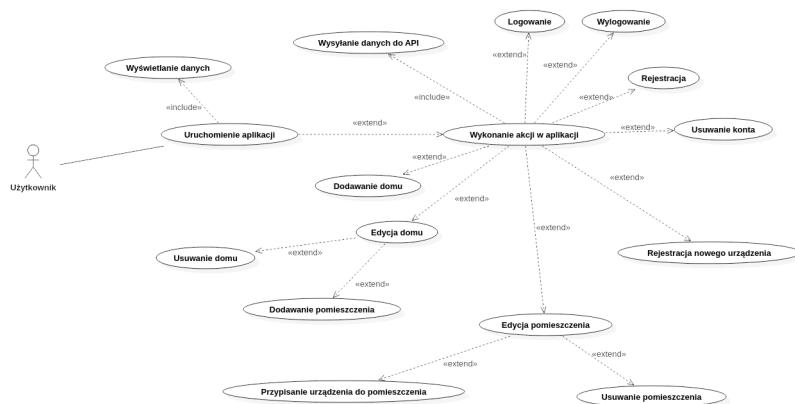 Logowanie
Wylogowanie
Wysyłanie danych do API
«extend»
«extend»
Wyświetlanie danych
Rejestracja
«include»
«extend»
«include»
«extend»
«extend»
Uruchomienie aplikacji
Wykonanie akcji w aplikacji
Usuwanie konta
«extend»
Użytkownik
Dodawanie domu
«extend»
«extend»
Edycja domu
«extend»
Usuwanie domu
«extend»
Rejestracja nowego urządzenia
«extend»
Dodawanie pomieszczenia
Edycja pomieszczenia
«extend»
«extend»
Przypisanie urządzenia do pomieszczenia
Usuwanie pomieszczenia